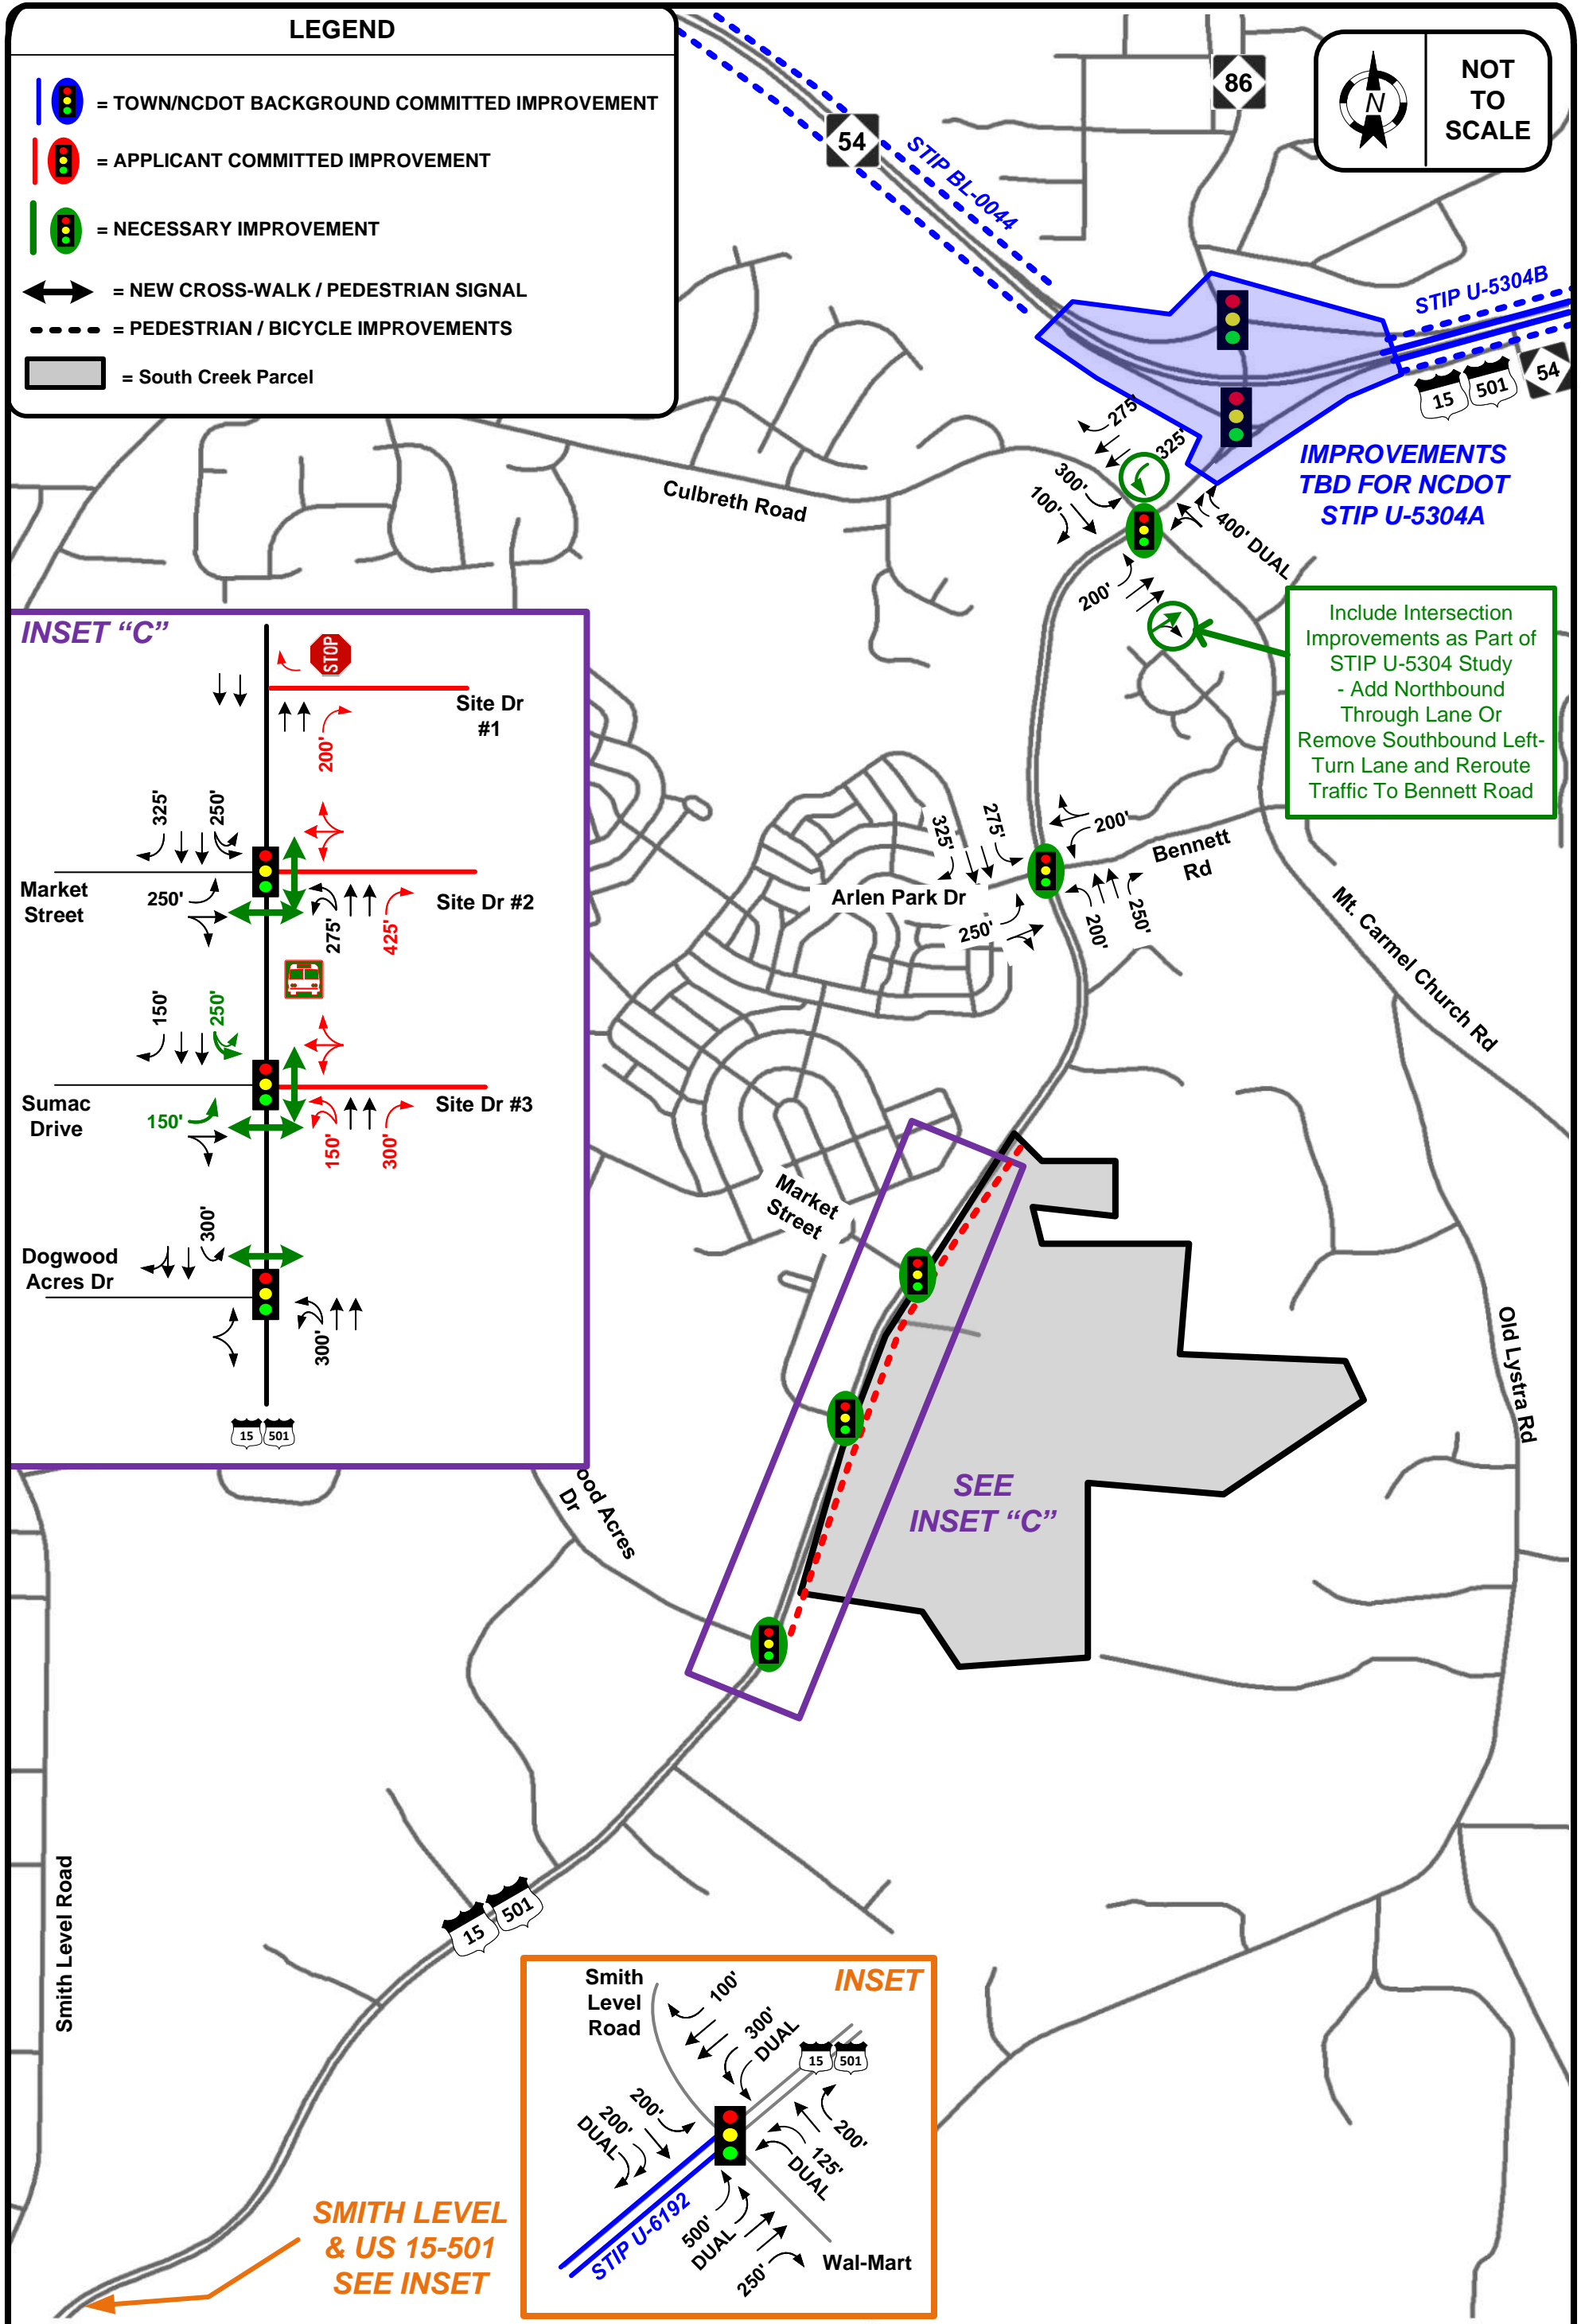 LEGEND
= TOWN/NCDOT BACKGROUND COMMITTED IMPROVEMENT
= APPLICANT COMMITTED IMPROVEMENT
= NECESSARY IMPROVEMENT
= NEW CROSS-WALK / PEDESTRIAN SIGNAL
= PEDESTRIAN / BICYCLE IMPROVEMENTS
= South Creek Parcel
54
STIP BL-0044
86
N
NOT
TO
SCALE
STIP U-5304B
15
501
54
IMPROVEMENTS
TBD FOR NCDOT
STIP U-5304A
Culbreth Road
275'
325'
300'
100'
400' DUAL
200'
Include Intersection
Improvements as Part of
STIP U-5304 Study
- Add Northbound
Through Lane Or
Remove Southbound Left-
Turn Lane and Reroute
Traffic To Bennett Road
INSET “C”
STOP
Site Dr
#1
200'
325'
250'
Market
Street
250'
275'
425'
Site Dr #2
150'
250'
Sumac
Drive
150'
150'
300'
Site Dr #3
300'
Dogwood
Acres Dr
300'
15
501
325'
275'
200'
Bennett
Rd
Arlen Park Dr
250'
200'
250'
Mt. Carmel Church Rd
Market
Street
Old Lystra Rd
SEE
INSET “C”
ood Acres
Dr
Smith Level Road
15
501
INSET
Smith
Level
Road
100'
300'
DUAL
15
501
200'
200'
DUAL
200'
125'
DUAL
STIP U-6192
500'
DUAL
250'
Wal-Mart
SMITH LEVEL
& US 15-501
SEE INSET